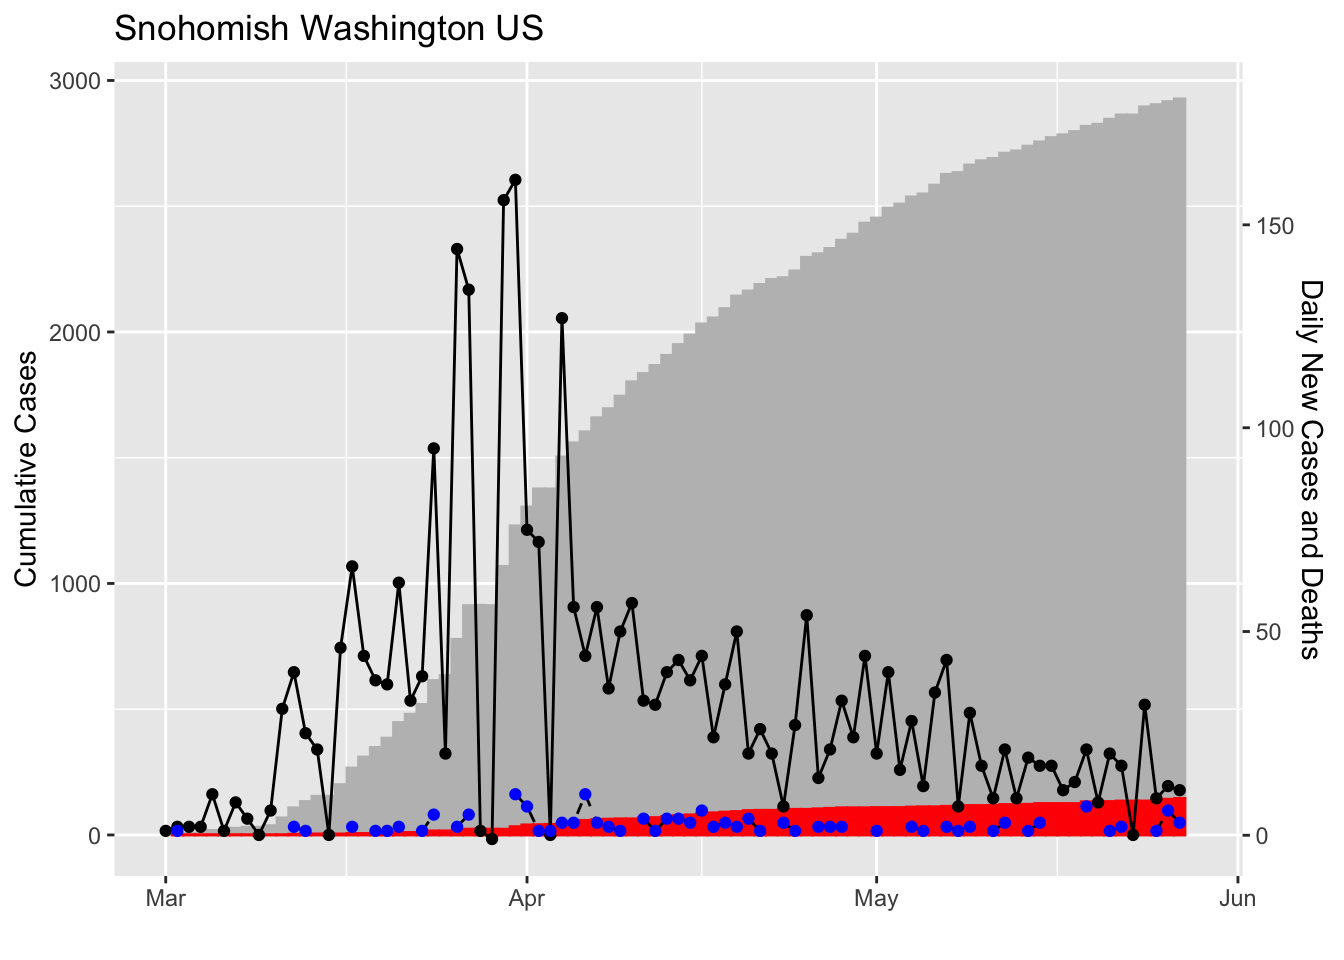 Snohomish Washington US
3000
2000
1000
0
Cumulative Cases
150
100
50
0
Daily New Cases and Deaths
Mar
Apr
May
Jun